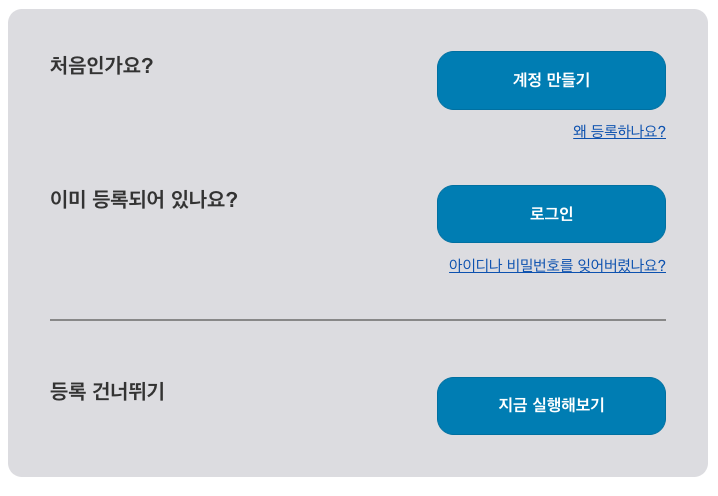 처음인가요?
계정 만들기
왜 등록하나요?
이미 등록되어 있나요?
로그인
아이디나 비밀번호를 잊어버렸나요?
등록 건너뛰기
지금 실행해보기